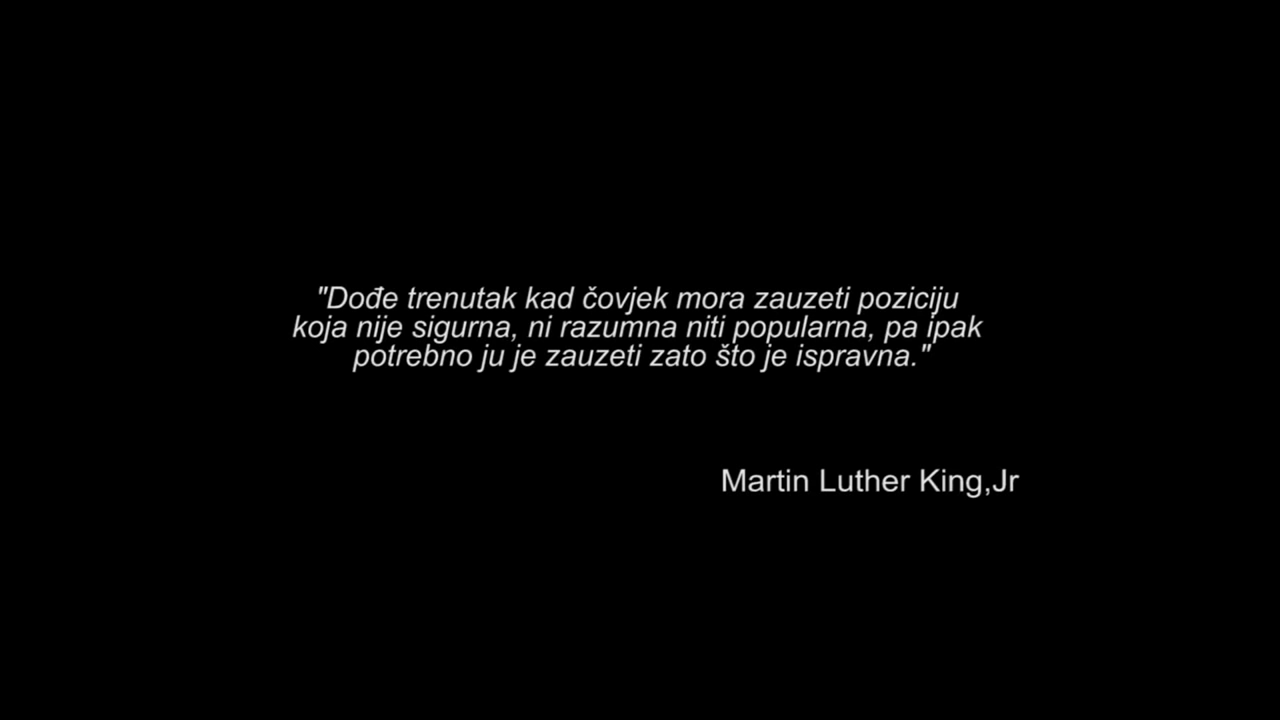 "Dođe trenutak kad čovjek mora zauzeti poziciju
koja nije sigurna, ni razumna niti popularna, pa ipak
potrebno ju je zauzeti zato što je ispravna."
Martin Luther King,Jr